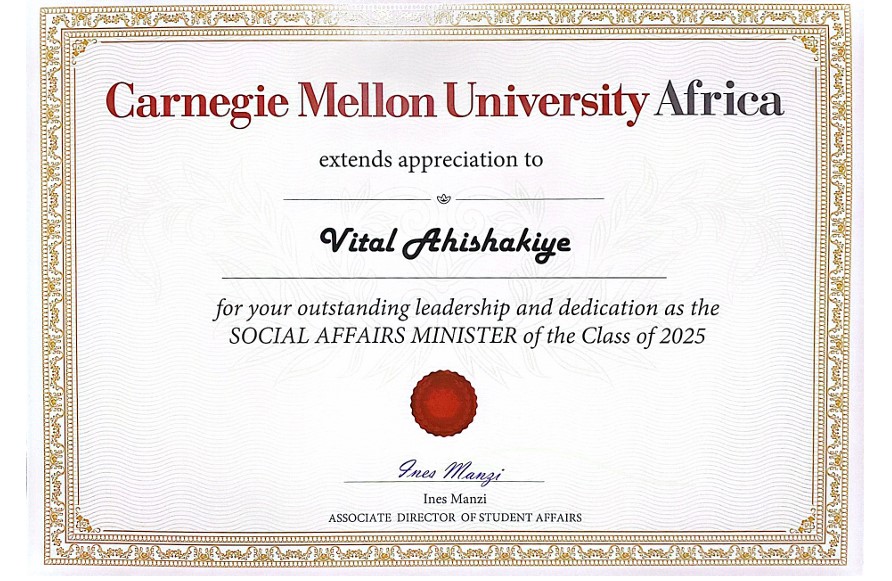 Carnegie Mellon University Africa
extends appreciation to
Vital Ahishakiye
for your outstanding leadership and dedication as the
SOCIAL AFFAIRS MINISTER of the Class of 2025
Ines Manzi
Ines Manzi
ASSOCIATE DIRECTOR OF STUDENT AFFAIRS